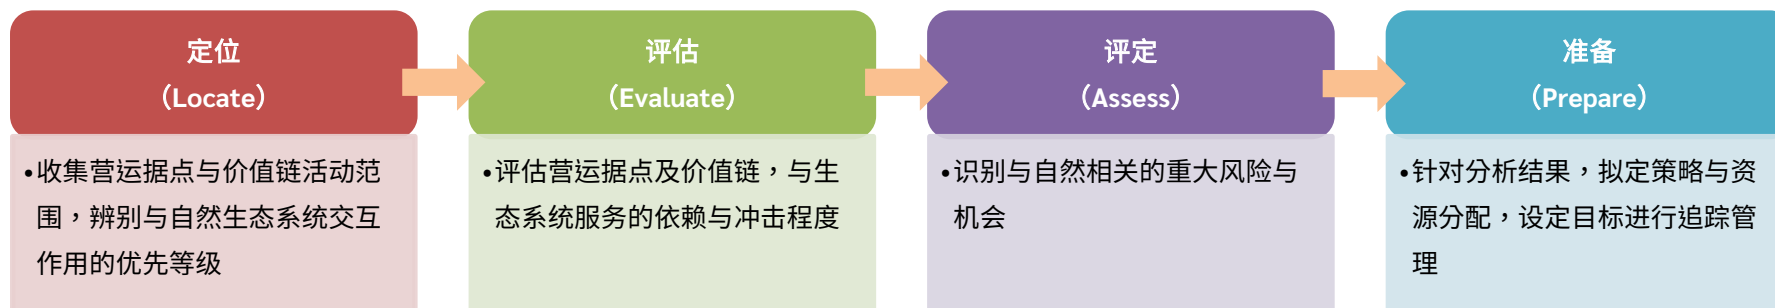 定位
（Locate）
•收集营运据点与价值链活动范
围，辨别与自然生态系统交互
作用的优先等级
评估
（Evaluate）
•评估营运据点及价值链，与生
态系统服务的依赖与冲击程度
评定
（Assess）
•识别与自然相关的重大风险与
机会
准备
（Prepare）
•针对分析结果，拟定策略与资
源分配，设定目标进行追踪管
理